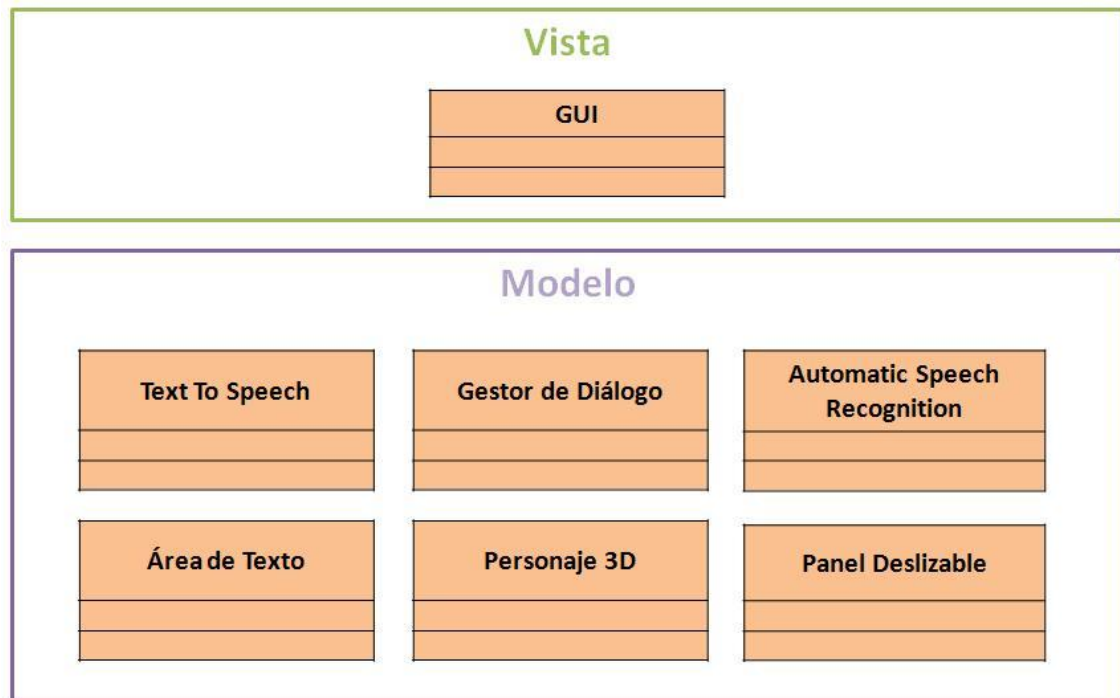 Vista
GUI
Modelo
Text To Speech
Gestor de Diálogo
Automatic Speech
Recognition
Área de Texto
Personaje 3D
Panel Deslizable